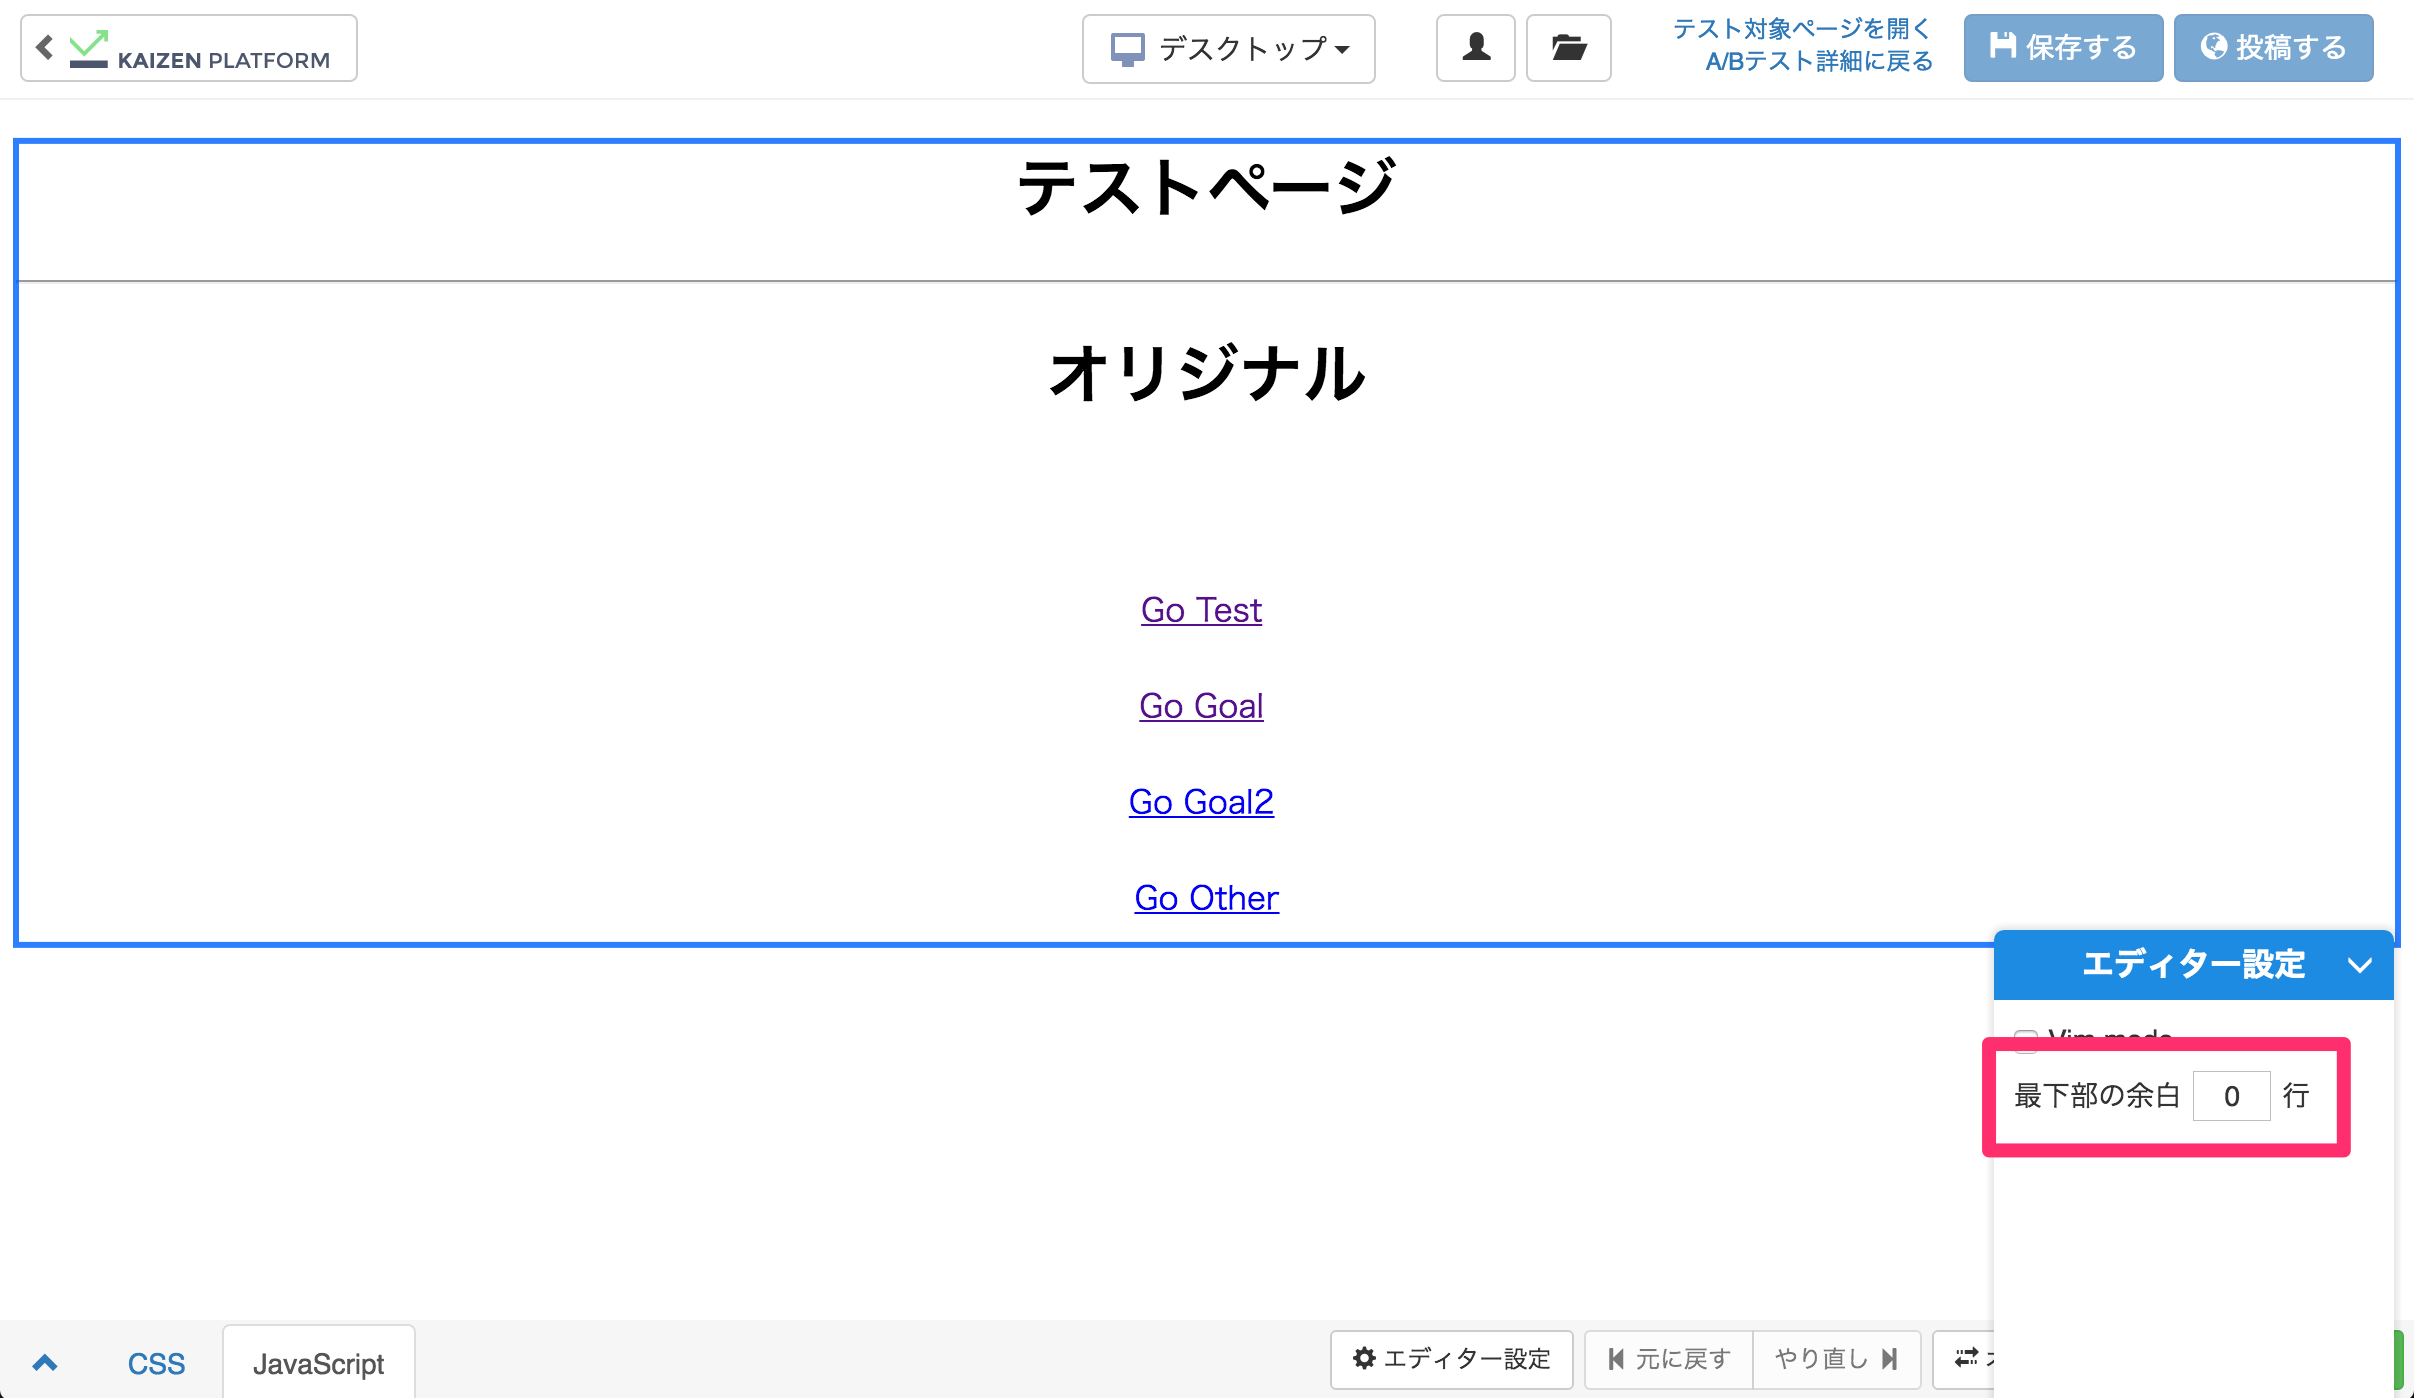 KAIZEN PLATFORM
デスクトップ
テスト対象ページを開く
A/Bテスト詳細に戻る
保存する
投稿する
テストページ
オリジナル
Go Test
Go Goal
Go Goal2
Go Other
エディター設定
Vim mode
最下部の余白 0 行
CSS
JavaScript
エディター設定
元に戻す
やり直し